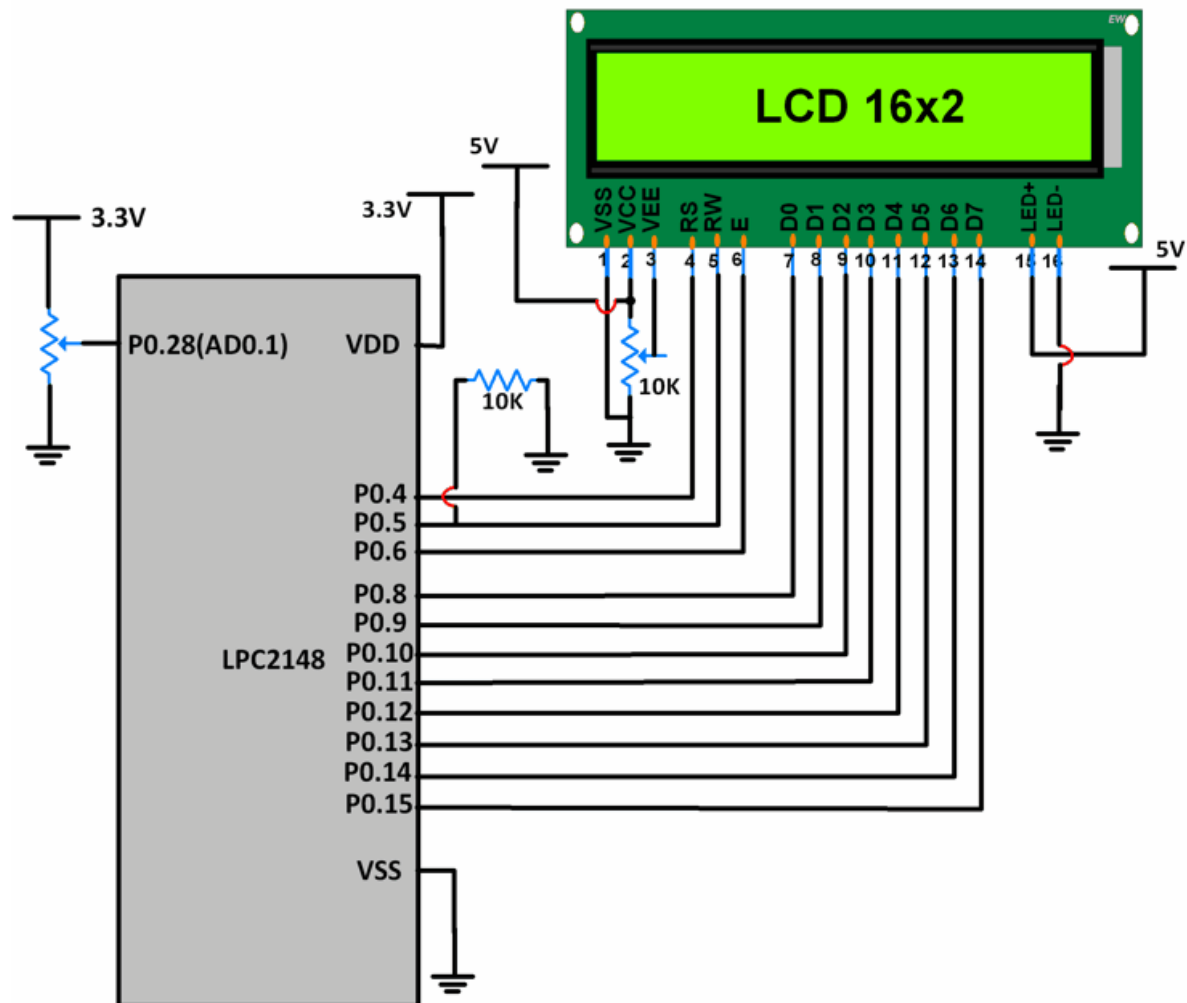 EW
LCD 16x2
VSS VCC VEE RS RW E D0 D1 D2 D3 D4 D5 D6 D7 LED+ LED-
1 2 3 4 5 6 7 8 9 10 11 12 13 14 15 16
5V
5V
3.3V
3.3V
P0.28(AD0.1)
VDD
10K
10K
P0.4
P0.5
P0.6
P0.8
P0.9
LPC2148
P0.10
P0.11
P0.12
P0.13
P0.14
P0.15
VSS